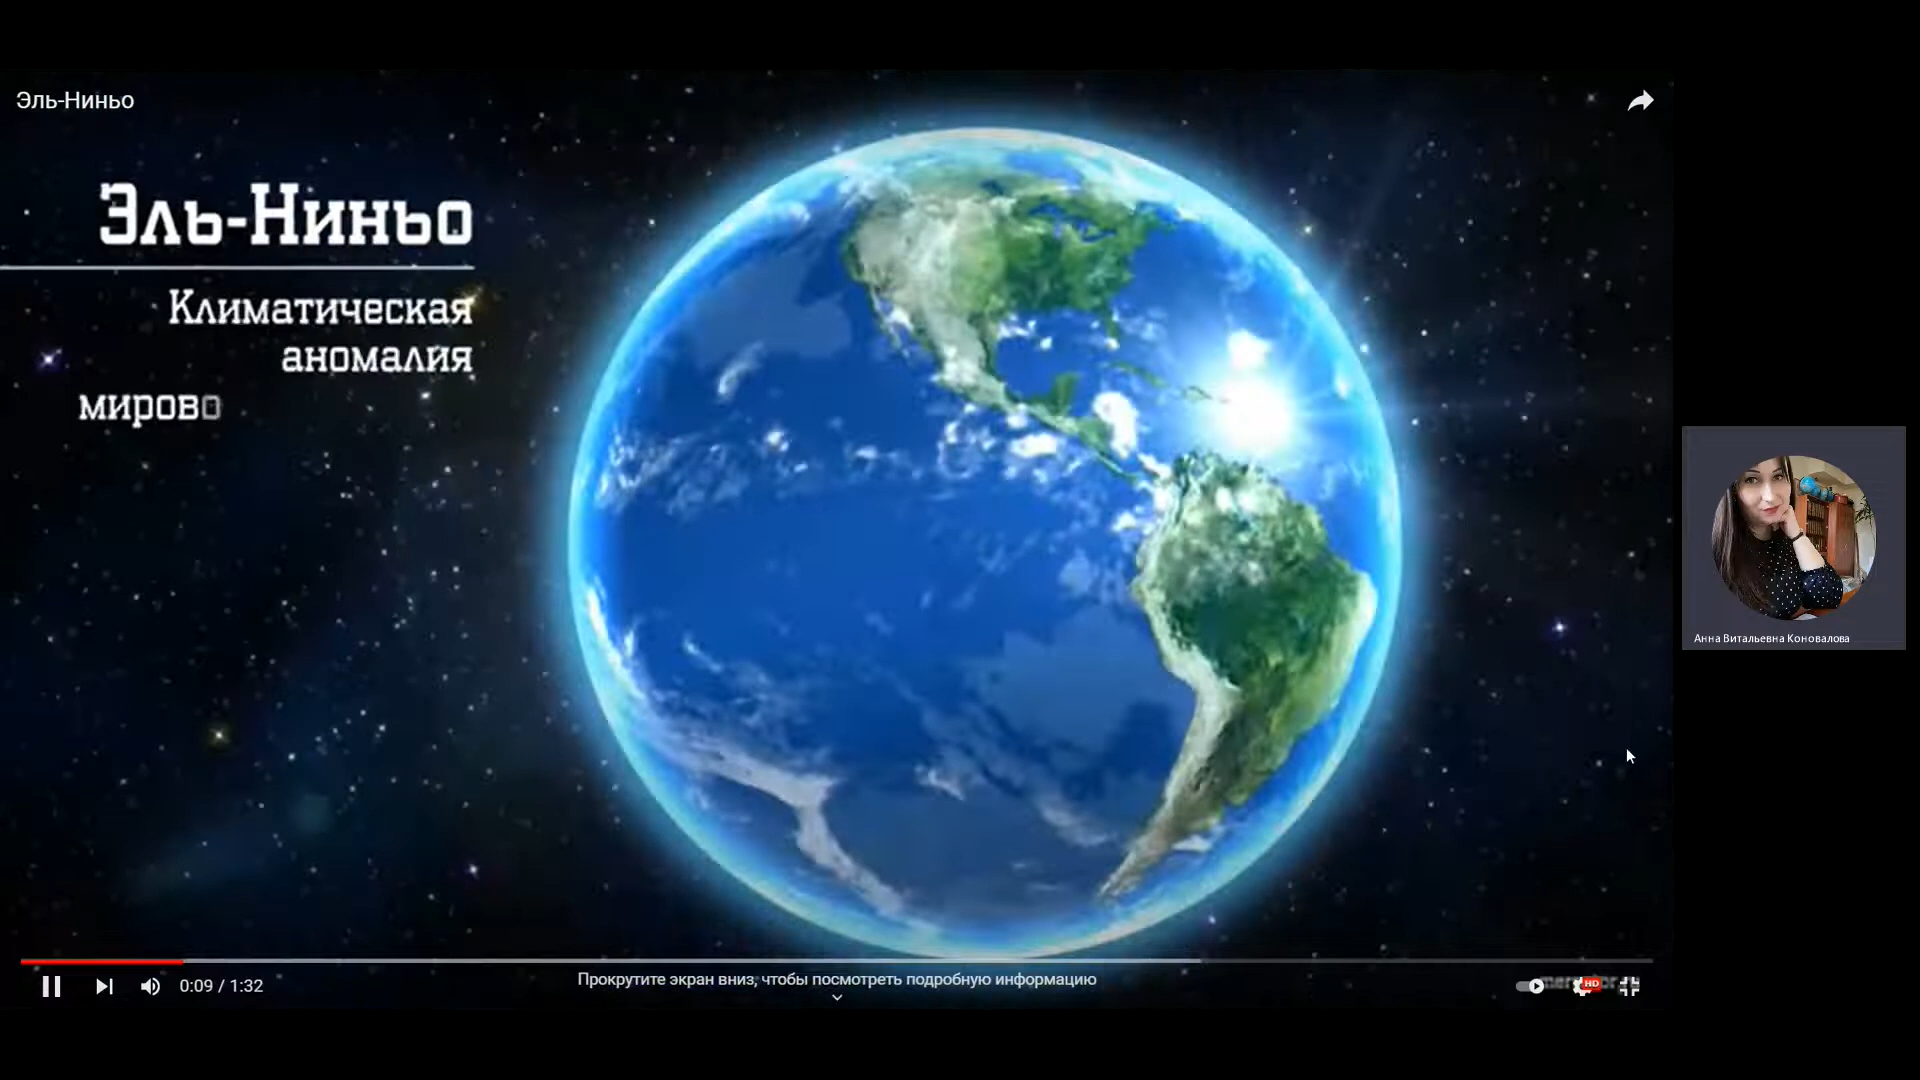 Эль-Ниньо
Эль-Ниньо
Климатическая
аномалия
мирово
0:09 / 1:32
Прокрутите экран вниз, чтобы посмотреть подробную информацию
HD
Анна Витальевна Коновалова